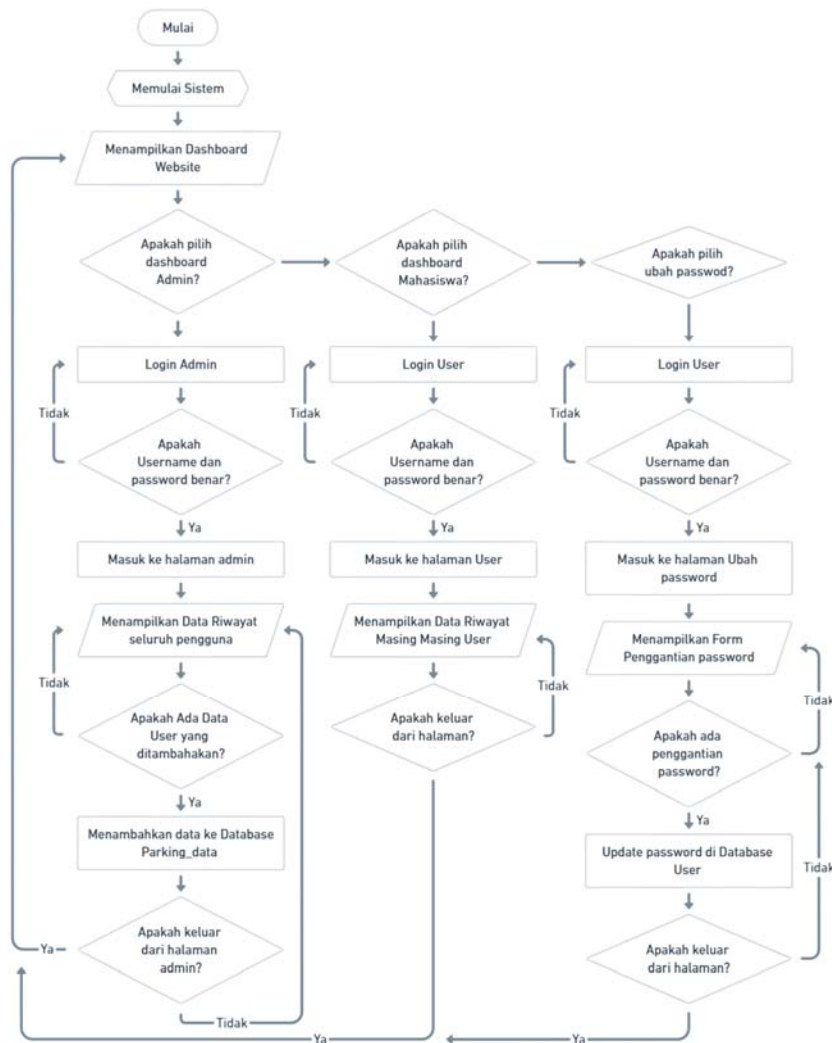 Mulai
Memulai Sistem
Menampilkan Dashboard
Website
Apakah pilih
dashboard
Admin?
Apakah pilih
dashboard
Mahasiswa?
Apakah pilih
ubah passwod?
Login Admin
Login User
Login User
Tidak
Tidak
Tidak
Apakah
Username dan
password benar?
Apakah
Username dan
password benar?
Apakah
Username dan
password benar?
Ya
Ya
Ya
Masuk ke halaman admin
Masuk ke halaman User
Masuk ke halaman Ubah
password
Menampilkan Data Riwayat
seluruh pengguna
Menampilkan Data Riwayat
Masing Masing User
Menampilkan Form
Penggantian password
Tidak
Tidak
Tidak
Apakah Ada Data
User yang
ditambahakan?
Apakah keluar
dari halaman?
Apakah ada
penggantian
password?
Ya
Ya
Menambahkan data ke Database
Parking_data
Update password di Database
User
Tidak
Apakah keluar
dari halaman
admin?
Ya
Apakah keluar
dari halaman?
Tidak
Ya
Ya